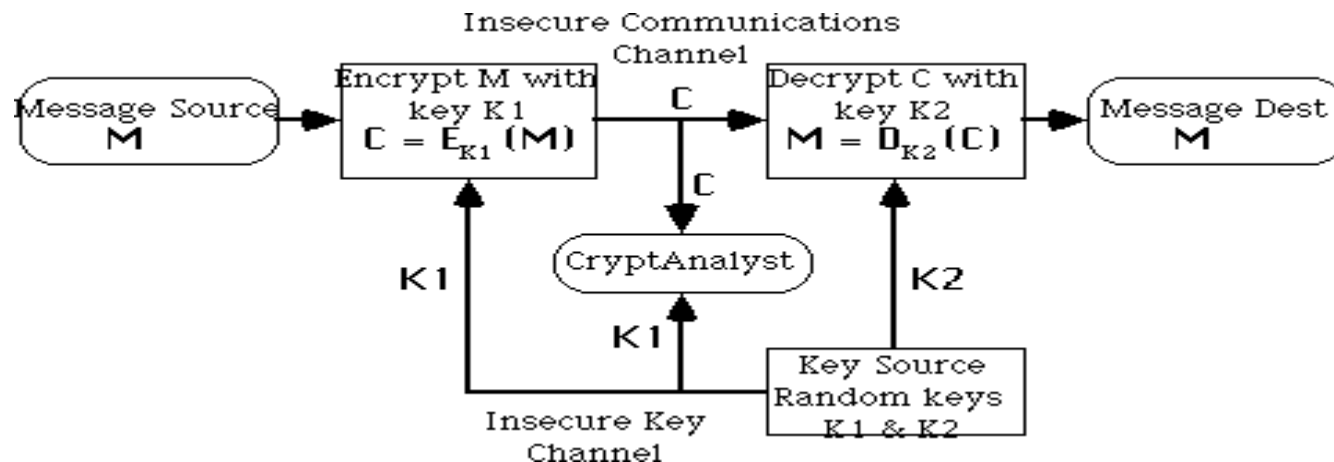 Insecure Communications
Channel
Message Source
M
Encrypt M with
key K1
C = E_K1 (M)
C
Decrypt C with
key K2
M = D_K2 (C)
Message Dest
M
C
CryptAnalyst
K1
K1
K2
Key Source
Random keys
K1 & K2
Insecure Key
Channel